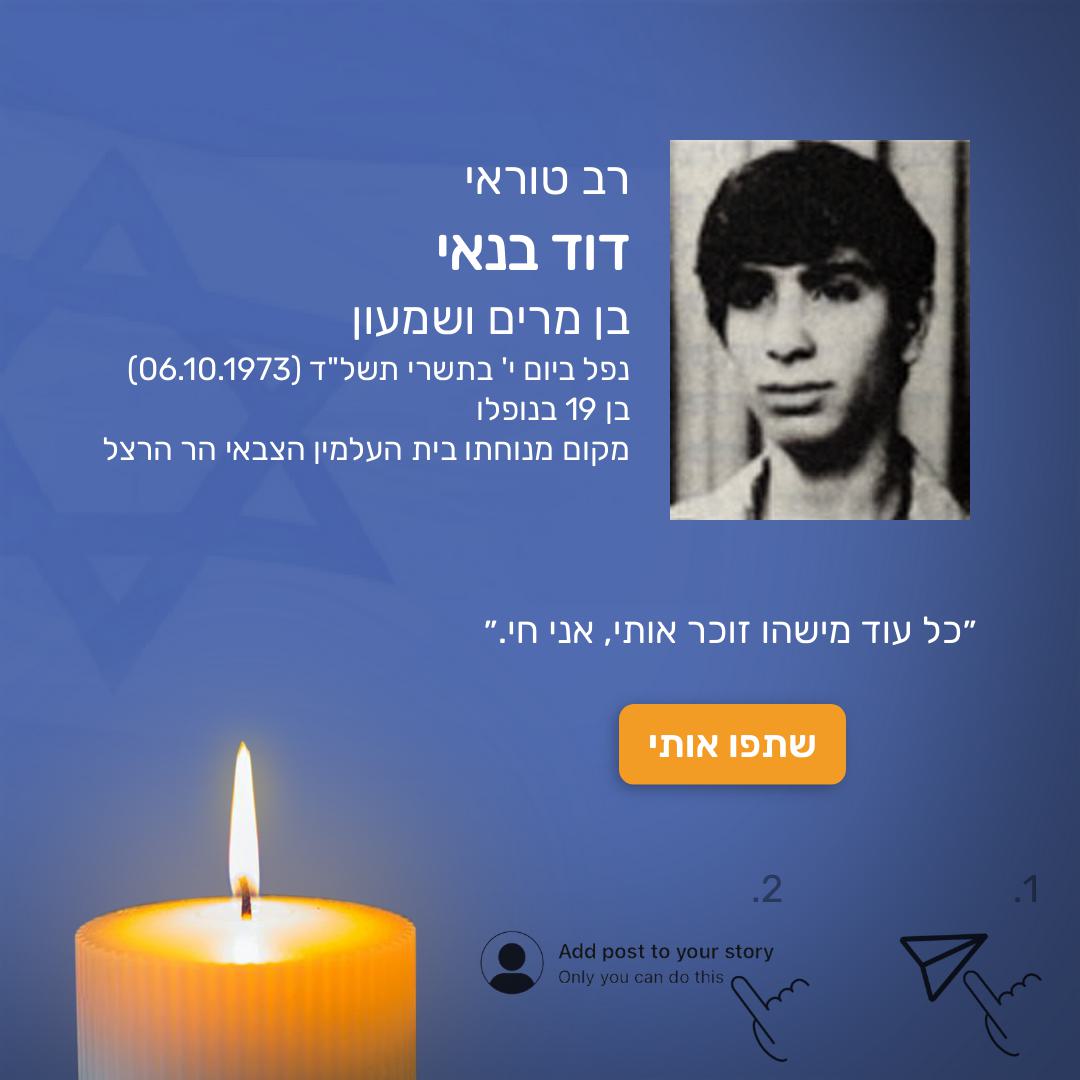 רב טוראי
דוד בנאי
בן מרים ושמעון
נפל ביום י' בתשרי תשל"ד (06.10.1973)
בן 19 בנופלו
מקום מנוחתו בית העלמין הצבאי הר הרצל
״כל עוד מישהו זוכר אותי, אני חי.״
שתפו אותי
.1
.2
Add post to your story
Only you can do this